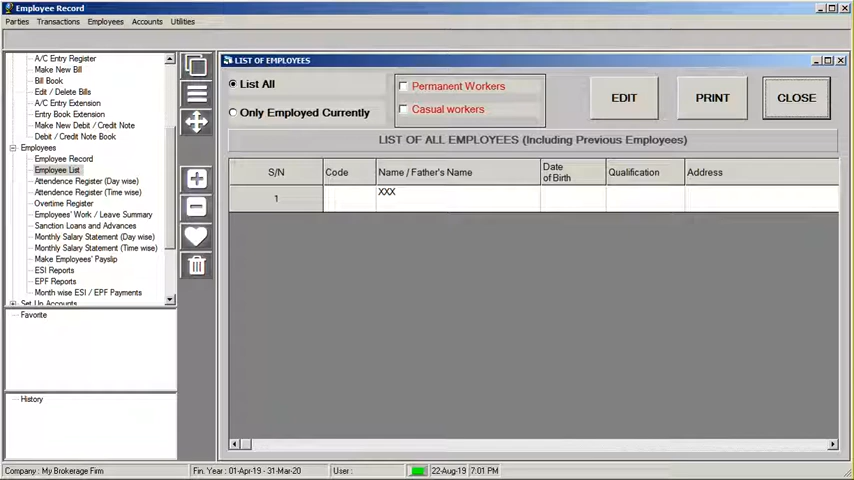 Employee Record
Parties Transactions Employees Accounts Utilities
A/C Entry Register
Make New Bill
Bill Book
Edit / Delete Bills
A/C Entry Extension
Entry Book Extension
Make New Debit / Credit Note
Debit / Credit Note Book
Employees
Employee Record
Employee List
Attendence Register (Day wise)
Attendence Register (Time wise)
Overtime Register
Employees' Work / Leave Summary
Sanction Loans and Advances
Monthly Salary Statement (Day wise)
Monthly Salary Statement (Time wise)
Make Employees' Payslip
ESI Reports
EPF Reports
Month wise ESI / EPF Payments
Set Up Accounts
Favorite
History
LIST OF EMPLOYEES
List All
Only Employed Currently
Permanent Workers
Casual workers
EDIT PRINT CLOSE
LIST OF ALL EMPLOYEES (Including Previous Employees)
S/N Code Name / Father's Name Date of Birth Qualification Address
1 XXX
Company : My Brokerage Firm Fin. Year : 01-Apr-19 - 31-Mar-20 User : 22-Aug-19 7:01 PM